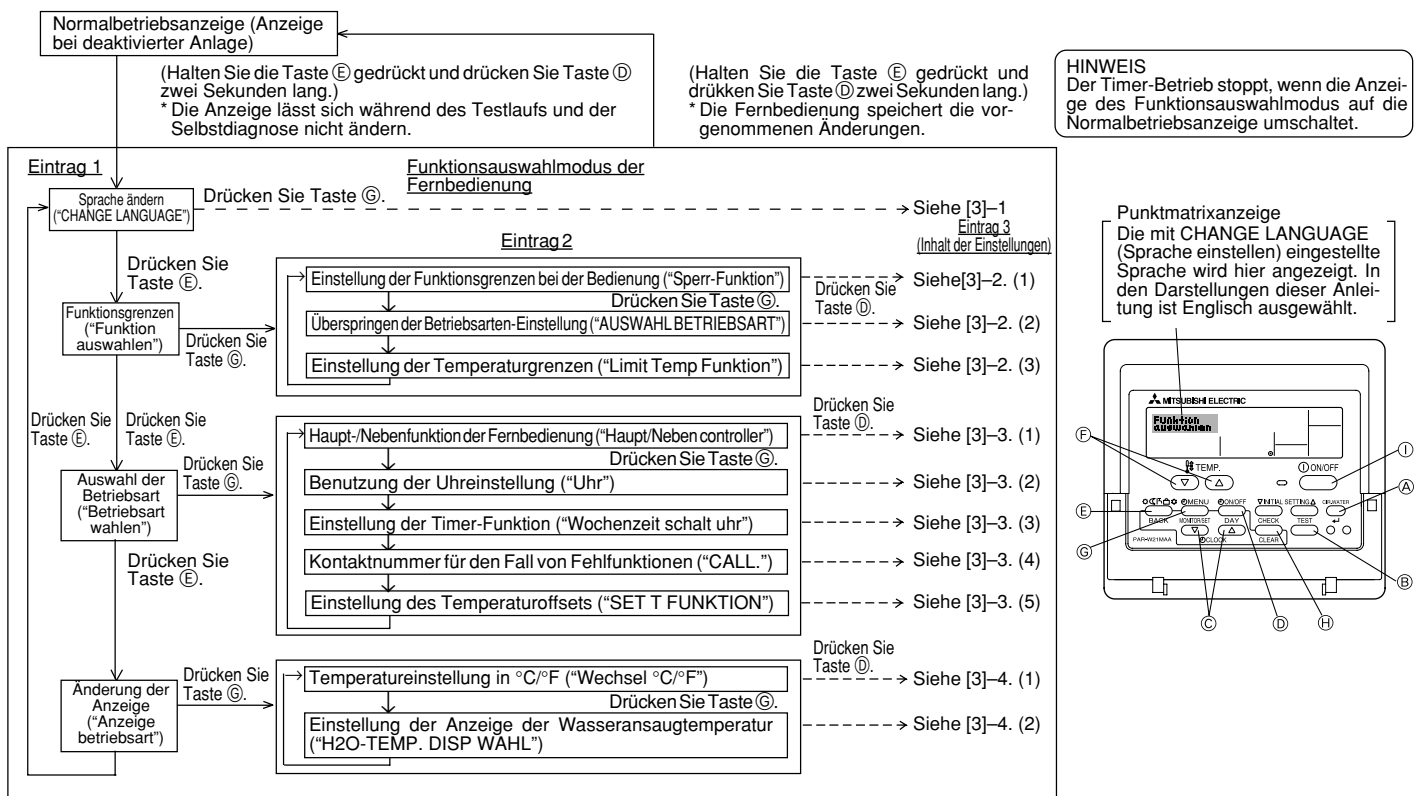 Normalbetriebsanzeige (Anzeige
bei deaktivierter Anlage)
(Halten Sie die Taste Ⓔ gedrückt und drücken Sie Taste Ⓓ
zwei Sekunden lang.)
* Die Anzeige lässt sich während des Testlaufs und der
Selbstdiagnose nicht ändern.
(Halten Sie die Taste Ⓔ gedrückt und
drükken Sie Taste Ⓓ zwei Sekunden lang.)
* Die Fernbedienung speichert die vor-
genommenen Änderungen.
HINWEIS
Der Timer-Betrieb stoppt, wenn die Anzei-
ge des Funktionsauswahlmodus auf die
Normalbetriebsanzeige umschaltet.
Eintrag 1
Funktionsauswahlmodus der
Fernbedienung
Sprache ändern
(“CHANGE LANGUAGE”)
Drücken Sie Taste Ⓖ.
Siehe [3]–1
Eintrag 2
Eintrag 3
(Inhalt der Einstellungen)
Drücken Sie
Taste Ⓔ.
Funktionsgrenzen
(“Funktion
auswahlen”)
Drücken Sie
Taste Ⓖ.
Einstellung der Funktionsgrenzen bei der Bedienung (“Sperr-Funktion”)
Drücken Sie Taste Ⓖ.
Überspringen der Betriebsarten-Einstellung (“AUSWAHL BETRIEBSART”)
Einstellung der Temperaturgrenzen (“Limit Temp Funktion”)
Drücken Sie
Taste Ⓓ.
Siehe[3]–2. (1)
Siehe [3]–2. (2)
Siehe [3]–2. (3)
Drücken Sie
Taste Ⓔ.
Drücken Sie
Taste Ⓔ.
Auswahl der
Betriebsart
(“Betriebsart
wahlen”)
Drücken Sie
Taste Ⓖ.
Haupt-/Nebenfunktion der Fernbedienung (“Haupt/Neben controller”)
Drücken Sie Taste Ⓖ.
Benutzung der Uhreinstellung (“Uhr”)
Einstellung der Timer-Funktion (“Wochenzeit schalt uhr”)
Kontaktnummer für den Fall von Fehlfunktionen (“CALL.”)
Einstellung des Temperaturoffsets (“SET T FUNKTION”)
Drücken Sie
Taste Ⓓ.
Siehe [3]–3. (1)
Siehe [3]–3. (2)
Siehe [3]–3. (3)
Siehe [3]–3. (4)
Siehe [3]–3. (5)
Drücken Sie
Taste Ⓔ.
Änderung der
Anzeige
(“Anzeige
betriebsart”)
Drücken Sie
Taste Ⓖ.
Temperatureinstellung in °C/°F (“Wechsel °C/°F”)
Drücken Sie Taste Ⓖ.
Einstellung der Anzeige der Wasseransaugtemperatur
(“H2O-TEMP. DISP WAHL”)
Drücken Sie
Taste Ⓓ.
Siehe [3]–4. (1)
Siehe [3]–4. (2)
Punktmatrixanzeige
Die mit CHANGE LANGUAGE
(Sprache einstellen) eingestellte
Sprache wird hier angezeigt. In
den Darstellungen dieser Anlei-
tung ist Englisch ausgewählt.
MITSUBISHI ELECTRIC
Funktion
auswahlen
TEMP.
ON/OFF
MENU
ON/OFF
INITIAL SETTING
CIR.WATER
BACK
MONITOR/SET
DAY
CHECK
TEST
PAR-W21MAA
CLOCK
CLEAR
Ⓕ
Ⓔ
Ⓖ
Ⓘ
Ⓐ
Ⓑ
Ⓒ
Ⓓ
Ⓗ